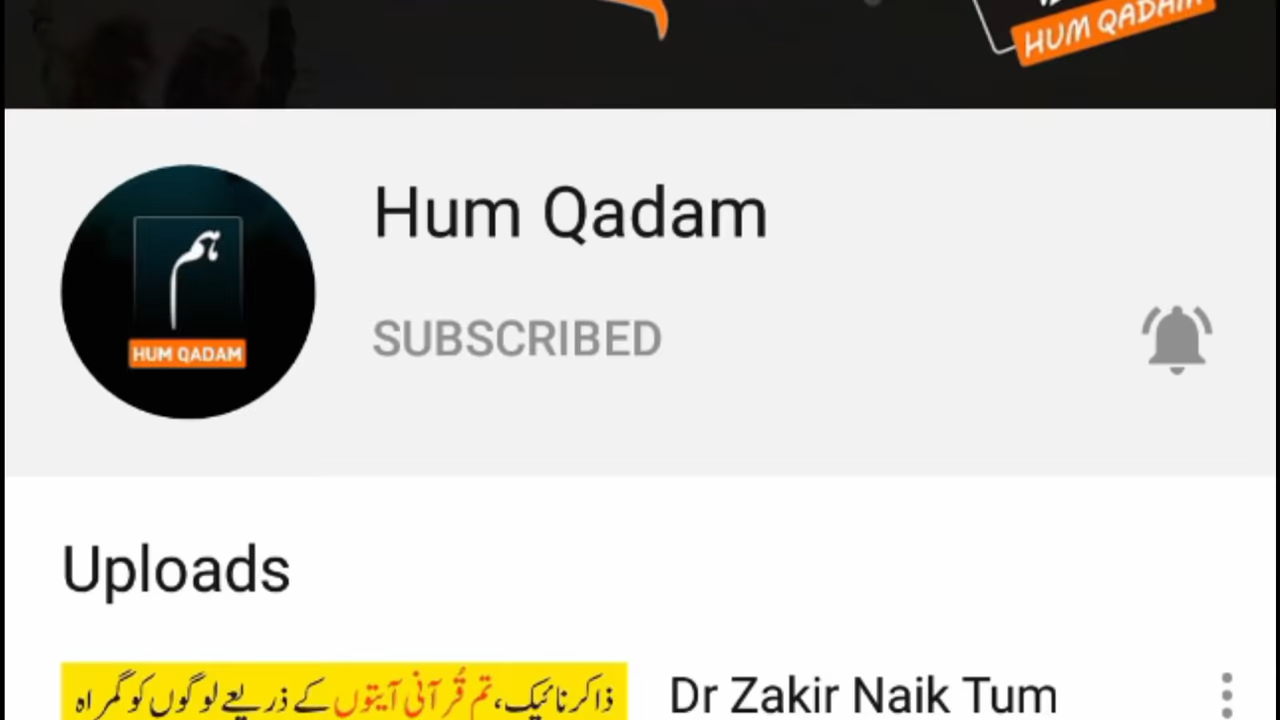 HUM QADAM
Hum Qadam
ہم
HUM QADAM
SUBSCRIBED
Uploads
ذاکر نائیک، تم قُرآنی آیتوں کے ذریعے لوگوں کو گمراہ
Dr Zakir Naik Tum